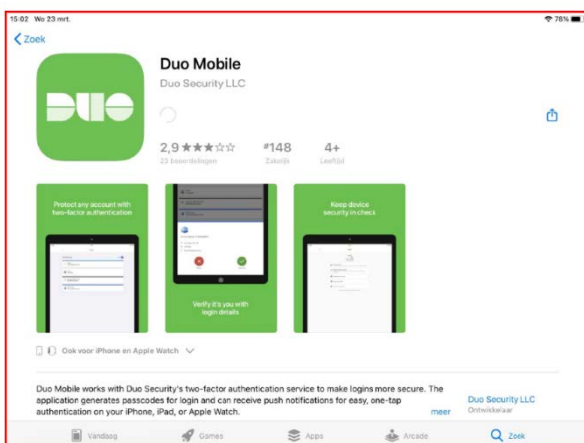 15:02 Wo 23 mrt.
78%
Zoek
DUO
Duo Mobile
Duo Security LLC
2,9 #148 4+
23 beoordelingen Zakelijk Leeftijd
Protect any account with
two-factor authentication
Verify it's you with
login details
Keep device
security in check
Ook voor iPhone en Apple Watch
Duo Mobile works with Duo Security's two-factor authentication service to make logins more secure. The
application generates passcodes for login and can receive push notifications for easy, one-tap
authentication on your iPhone, iPad, or Apple Watch.
meer
Duo Security LLC
Ontwikkelaar
Vandaag Games Apps Arcade Zoek